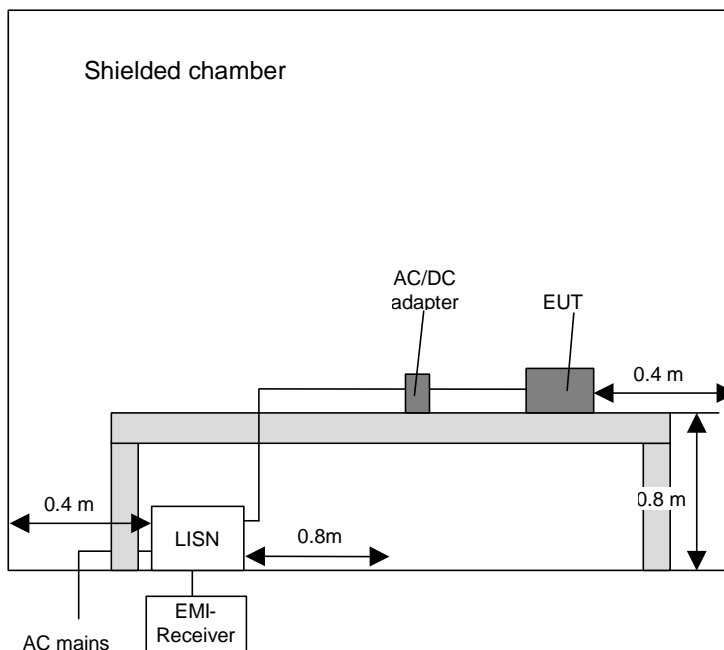 Shielded chamber
AC/DC
adapter
EUT
0.4 m
0.8 m
0.4 m
LISN
0.8m
EMI-
Receiver
AC mains